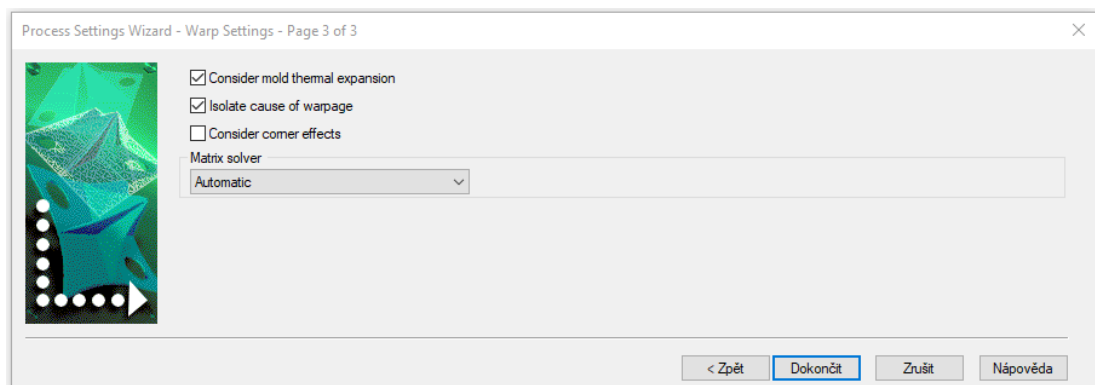 Process Settings Wizard - Warp Settings - Page 3 of 3
Consider mold thermal expansion
Isolate cause of warpage
Consider corner effects
Matrix solver
Automatic
< Zpět Dokončit Zrušit Nápověda